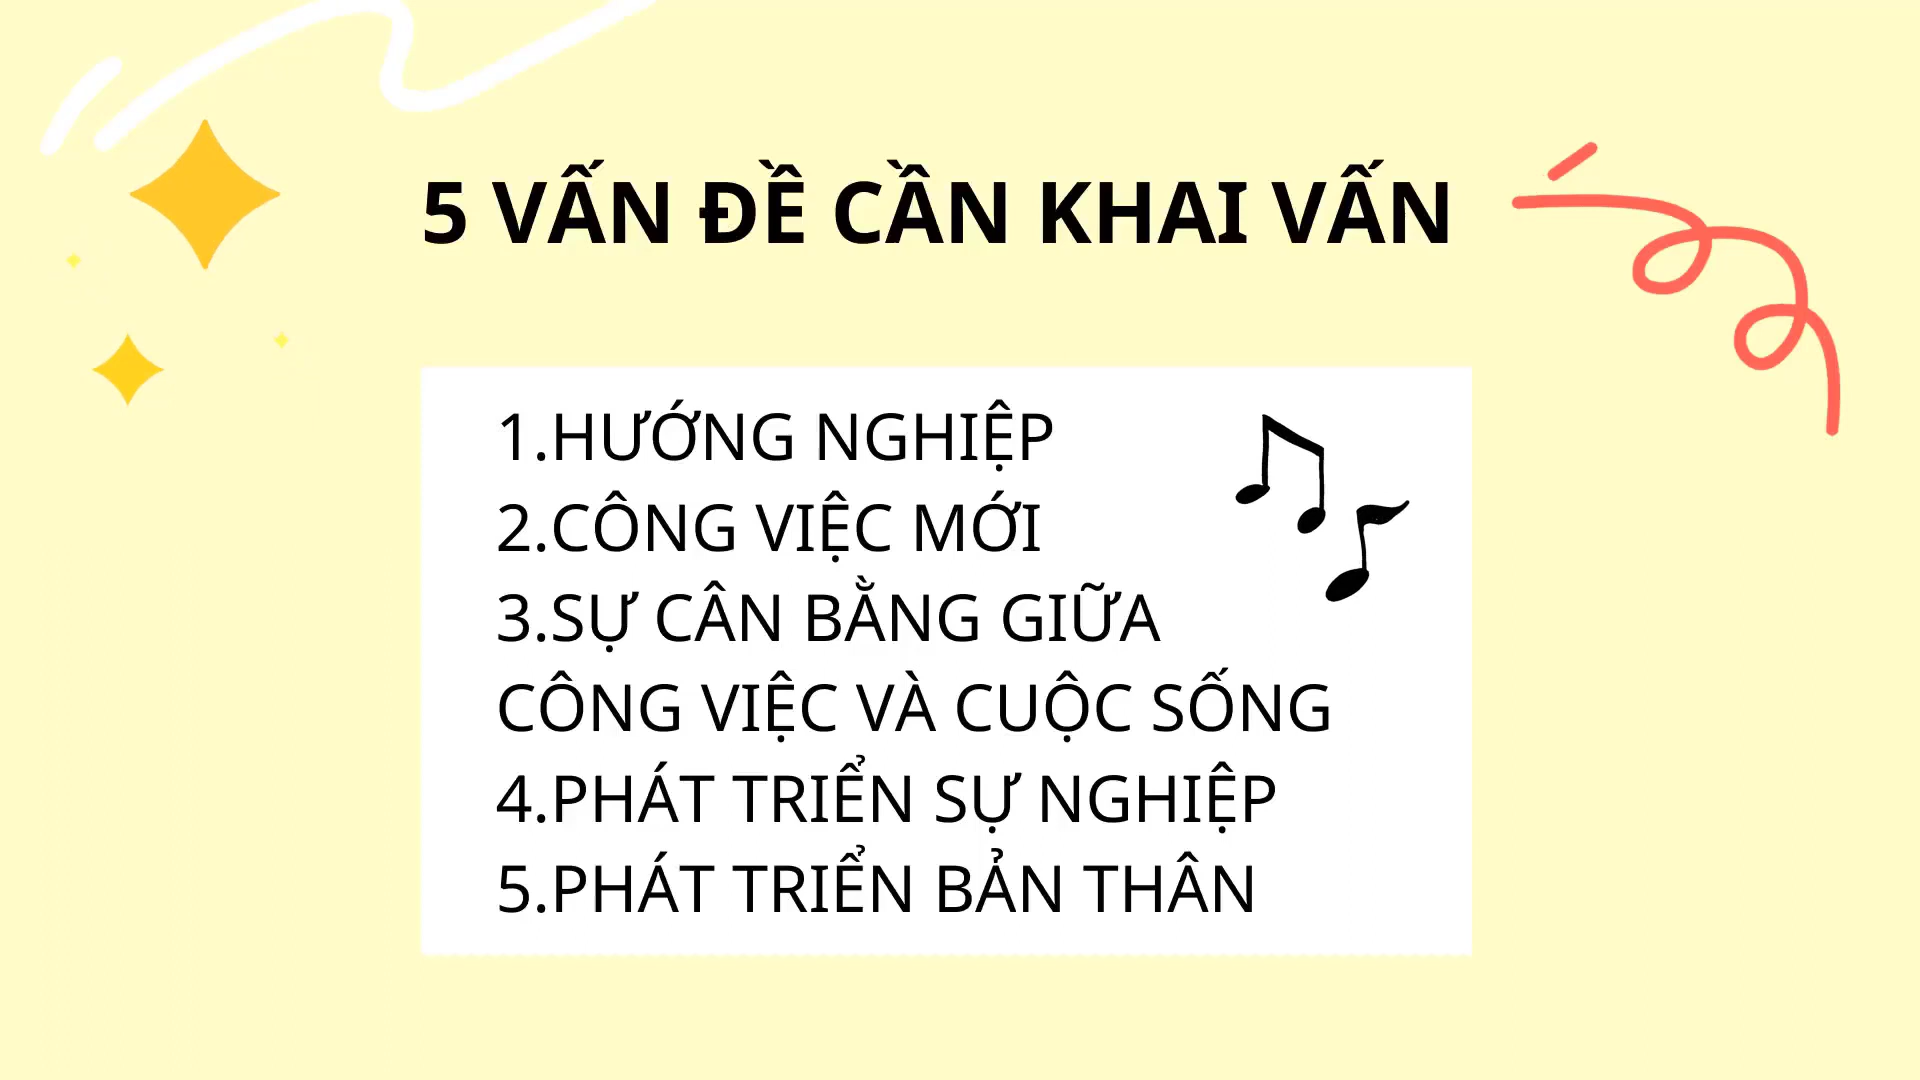 5 VẤN ĐỀ CẦN KHAI VẤN
1.HƯỚNG NGHIỆP
2.CÔNG VIỆC MỚI
3.SỰ CÂN BẰNG GIỮA
CÔNG VIỆC VÀ CUỘC SỐNG
4.PHÁT TRIỂN SỰ NGHIỆP
5.PHÁT TRIỂN BẢN THÂN